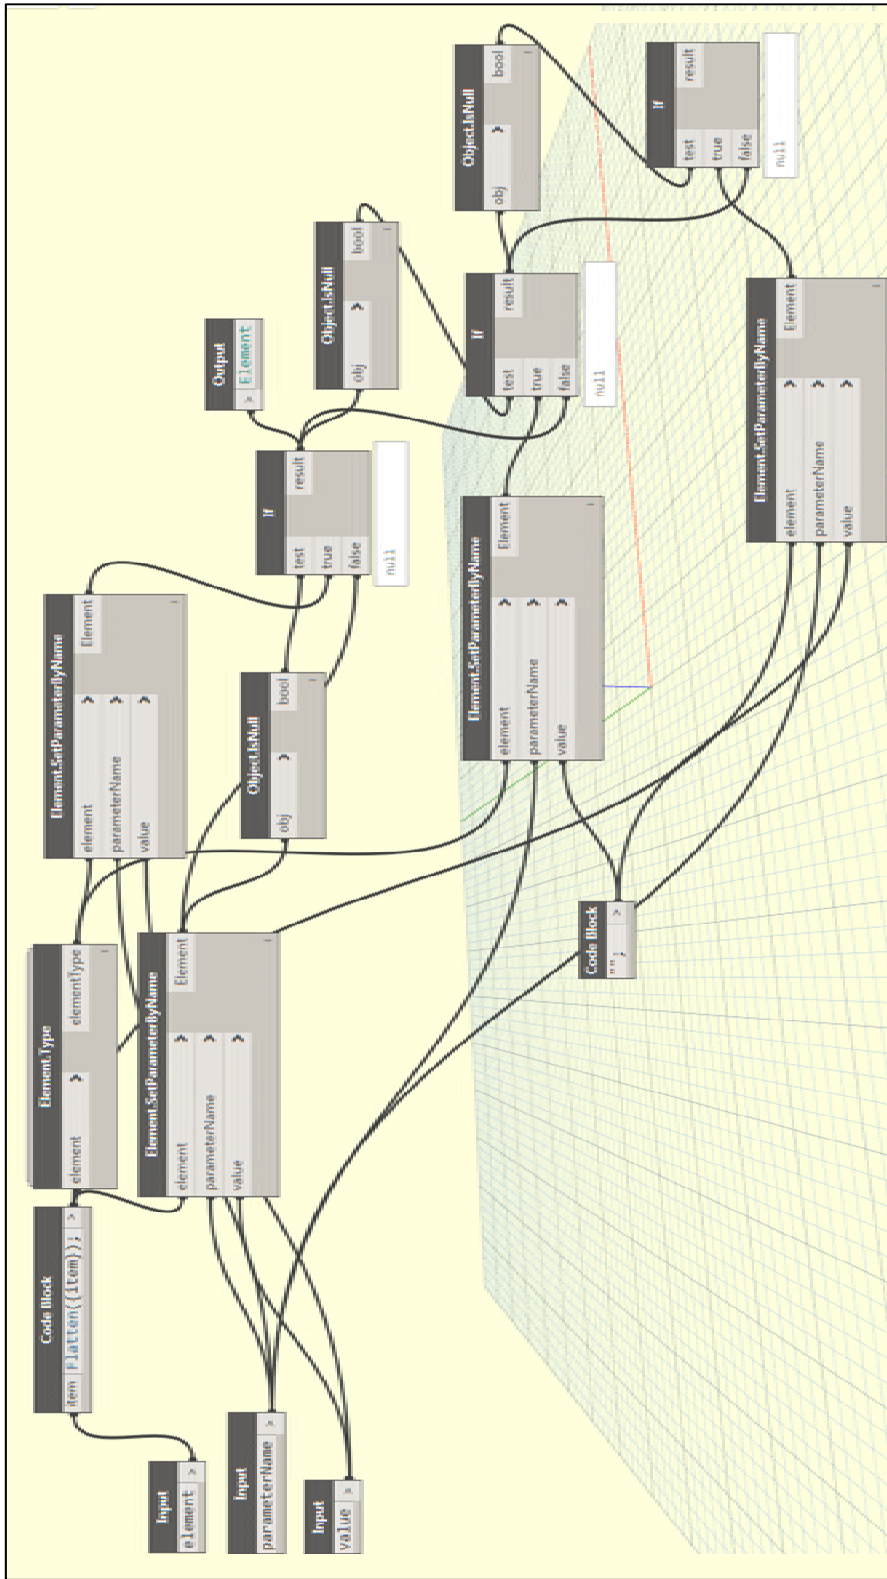 Input
element >
Input
parameterName >
Input
value >
Code Block
item Flatten({item}); >
Element.Type
element > elementType
Element.SetParameterByName
element > Element
parameterName >
value >
Element.SetParameterByName
element > Element
parameterName >
value >
Object.IsNull
obj > bool
If
test result
true
false
null
Output
> Element
Object.IsNull
obj > bool
Code Block
""; >
Element.SetParameterByName
element > Element
parameterName >
value >
If
test result
true
false
null
Object.IsNull
obj > bool
Element.SetParameterByName
element > Element
parameterName >
value >
If
test result
true
false
null